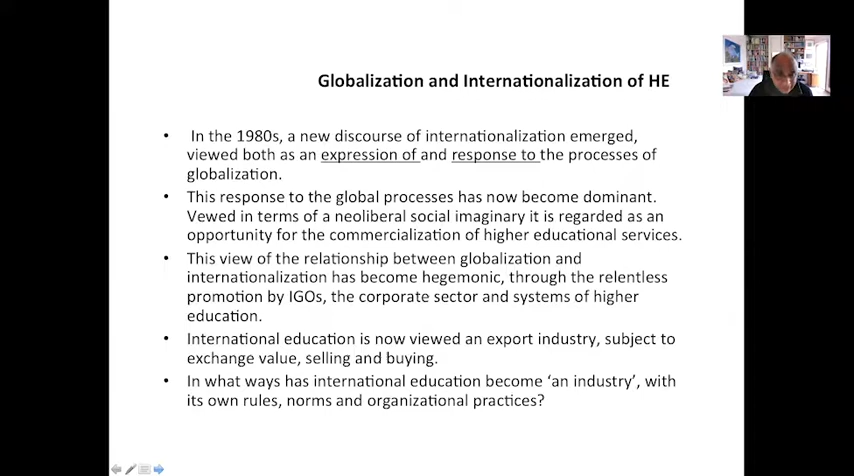 Globalization and Internationalization of HE
• In the 1980s, a new discourse of internationalization emerged,
viewed both as an expression of and response to the processes of
globalization.
• This response to the global processes has now become dominant.
Vewed in terms of a neoliberal social imaginary it is regarded as an
opportunity for the commercialization of higher educational services.
• This view of the relationship between globalization and
internationalization has become hegemonic, through the relentless
promotion by IGOs, the corporate sector and systems of higher
education.
• International education is now viewed an export industry, subject to
exchange value, selling and buying.
• In what ways has international education become ‘an industry’, with
its own rules, norms and organizational practices?